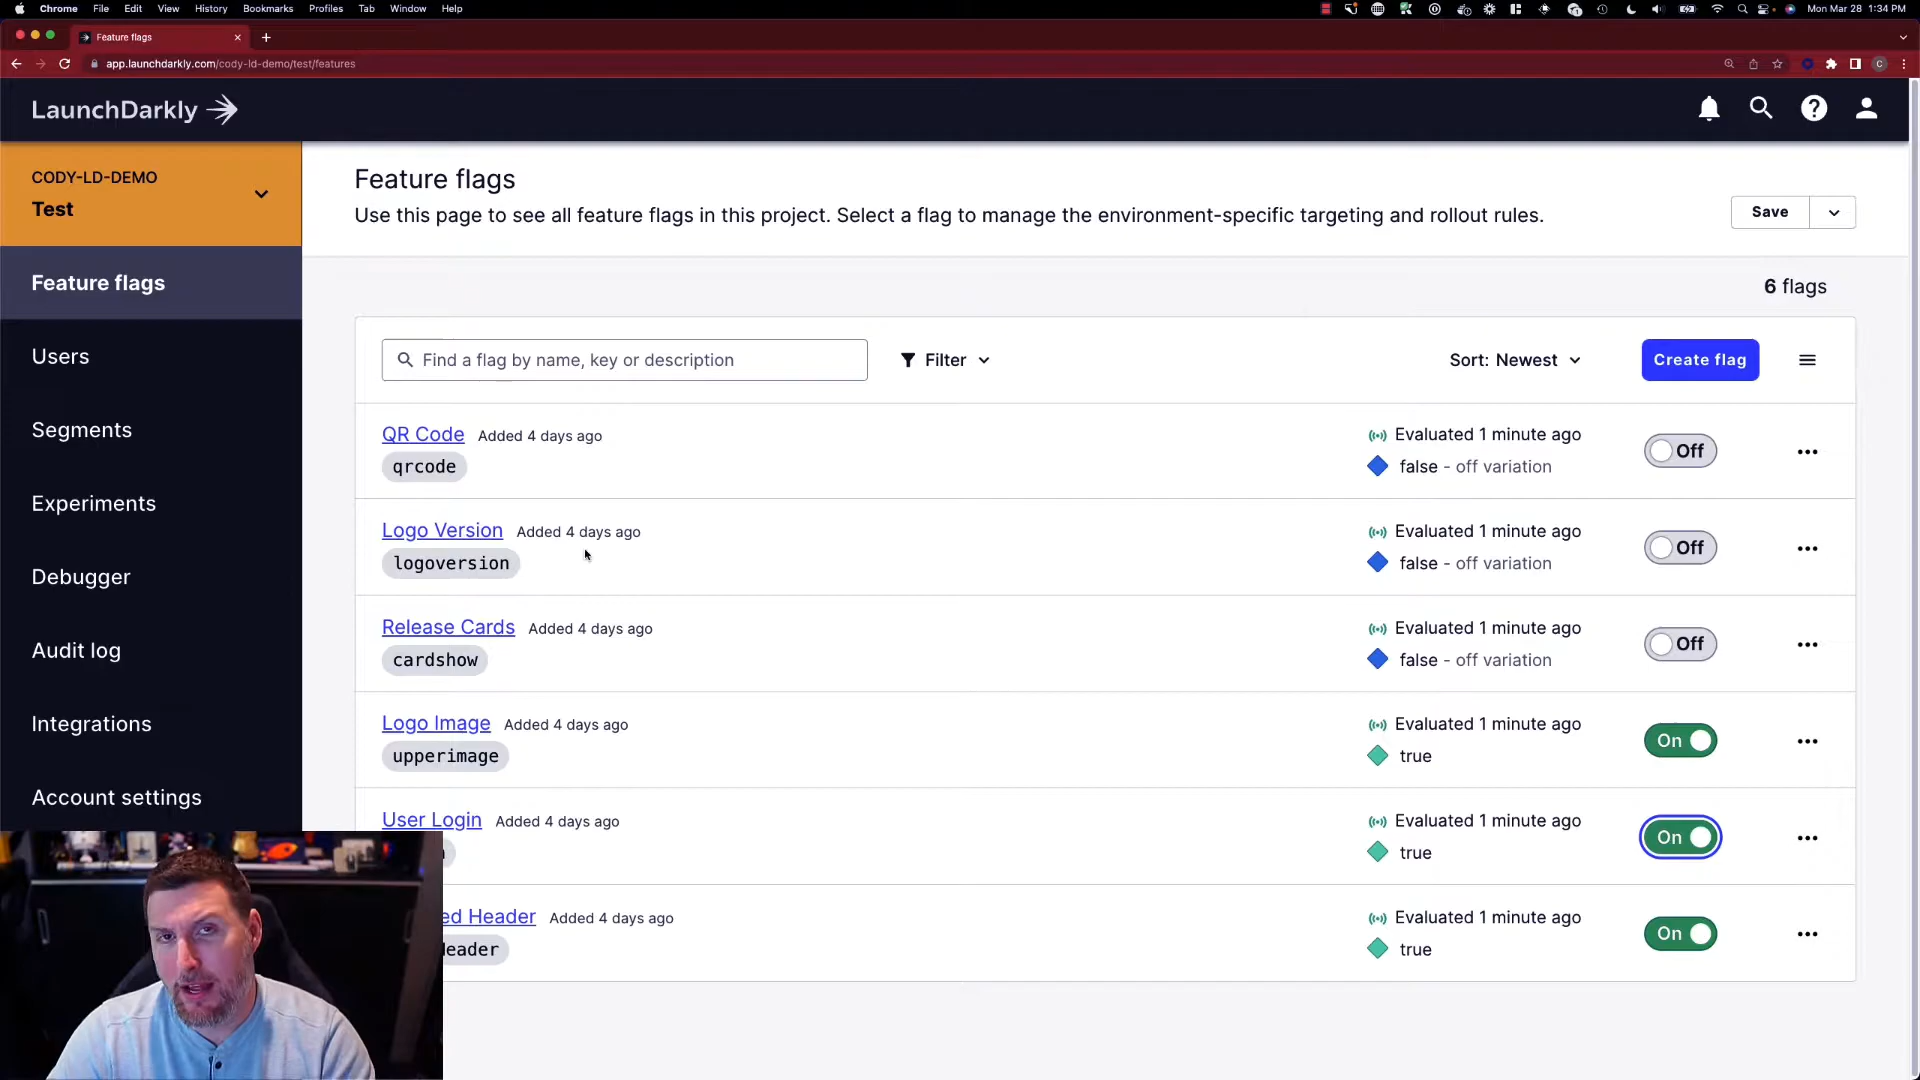 Chrome File Edit View History Bookmarks Profiles Tab Window Help Mon Mar 28 1:34 PM
Feature flags
app.launchdarkly.com/cody-ld-demo/test/features
LaunchDarkly
CODY-LD-DEMO
Test
Feature flags
Users
Segments
Experiments
Debugger
Audit log
Integrations
Account settings
Feature flags
Use this page to see all feature flags in this project. Select a flag to manage the environment-specific targeting and rollout rules.
Save
6 flags
Find a flag by name, key or description
Filter
Sort: Newest
Create flag
QR Code Added 4 days ago
qrcode
Evaluated 1 minute ago
false - off variation
Off
Logo Version Added 4 days ago
logoversion
Evaluated 1 minute ago
false - off variation
Off
Release Cards Added 4 days ago
cardshow
Evaluated 1 minute ago
false - off variation
Off
Logo Image Added 4 days ago
upperimage
Evaluated 1 minute ago
true
On
User Login Added 4 days ago
Evaluated 1 minute ago
true
On
ed Header Added 4 days ago
eader
Evaluated 1 minute ago
true
On